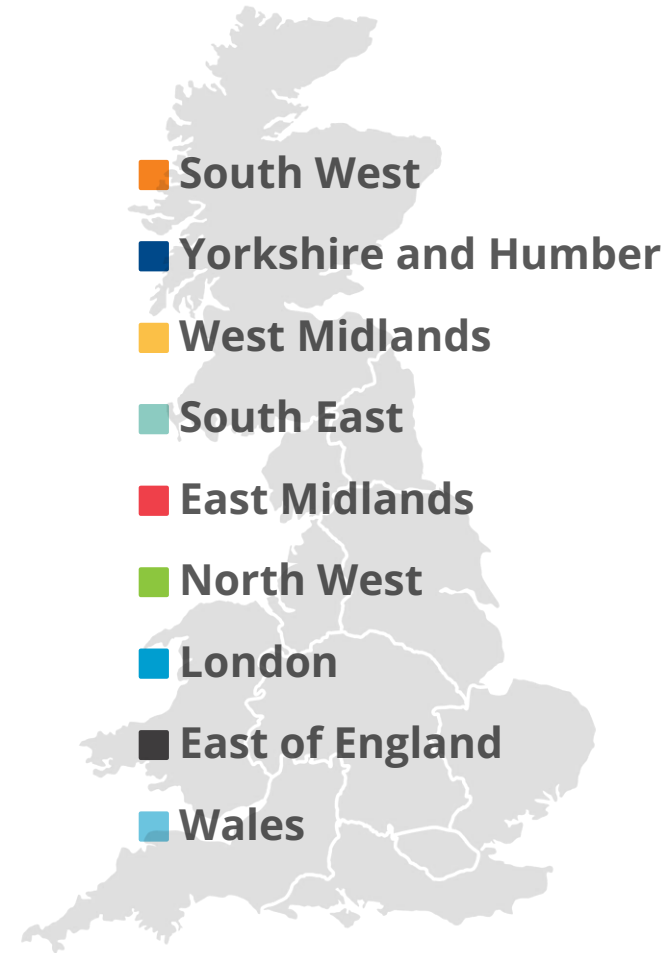 South West
Yorkshire and Humber
West Midlands
South East
East Midlands
North West
London
East of England
Wales